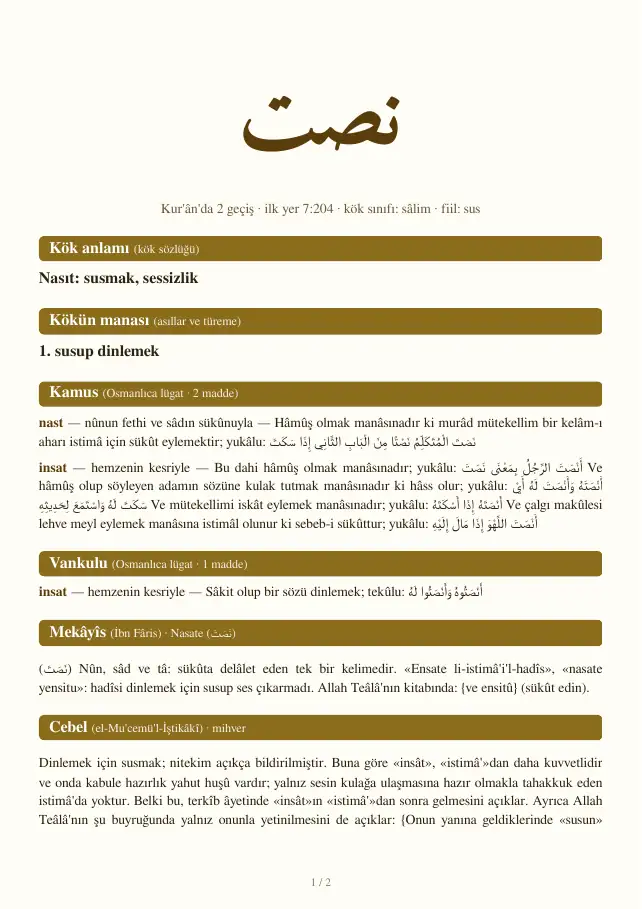 نصت
Kur'ân'da 2 geçiş · ilk yer 7:204 · kök sınıfı: sâlim · fiil: sus
Kök anlamı (kök sözlüğü)
Nasıt: susmak, sessizlik
Kökün manası (asıllar ve türeme)
1. susup dinlemek
Kamus (Osmanlıca lügat · 2 madde)
nast — nûnun fethi ve sâdın sükûnuyla — Hâmûş olmak manâsınadır ki murâd mütekellim bir kelâm-ı
aharı istimâ için sükût eylemektir; yukâlu: نَصَتَ الْمُتَكَلِّمُ نَصْتًا مِنَ الْبَابِ الثَّانِي إِذَا سَكَتَ
insat — hemzenin kesriyle — Bu dahi hâmûş olmak manâsınadır; yukâlu: أَنْصَتَ الرَّجُلُ بِمَعْنَى نَصَتَ Ve
hâmûş olup söyleyen adamın sözüne kulak tutmak manâsınadır ki hâss olur; yukâlu: أَنْصَتَهُ وَأَنْصَتَ لَهُ أَيْ
سَكَتَ لَهُ وَاسْتَمَعَ لِحَدِيثِهِ Ve mütekellimi iskât eylemek manâsınadır; yukâlu: أَنْصَتَهُ إِذَا أَسْكَتَهُ Ve çalgı makûlesi
lehve meyl eylemek manâsına istimâl olunur ki sebeb-i sükûttur; yukâlu: أَنْصَتَ لِلَّهْوِ إِذَا مَالَ إِلَيْهِ
Vankulu (Osmanlıca lügat · 1 madde)
insat — hemzenin kesriyle — Sâkit olup bir sözü dinlemek; tekûlu: أَنْصَتُوهُ وَأَنْصَتُوا لَهُ
Mekâyîs (İbn Fâris) · Nasate (نَصَتَ)
(نَصَتَ) Nûn, sâd ve tâ: sükûta delâlet eden tek bir kelimedir. «Ensate li-istimâ'i'l-hadîs», «nasate
yensitu»: hadîsi dinlemek için susup ses çıkarmadı. Allah Teâlâ'nın kitabında: {ve ensitû} (sükût edin).
Cebel (el-Mu'cemü'l-İştikâkî) · mihver
Dinlemek için susmak; nitekim açıkça bildirilmiştir. Buna göre «insât», «istimâ'»dan daha kuvvetlidir
ve onda kabule hazırlık yahut huşû vardır; yalnız sesin kulağa ulaşmasına hazır olmakla tahakkuk eden
istimâ'da yoktur. Belki bu, terkîb âyetinde «insât»ın «istimâ'»dan sonra gelmesini açıklar. Ayrıca Allah
Teâlâ'nın şu buyruğunda yalnız onunla yetinilmesini de açıklar: {Onun yanına geldiklerinde «susun»
1 / 2